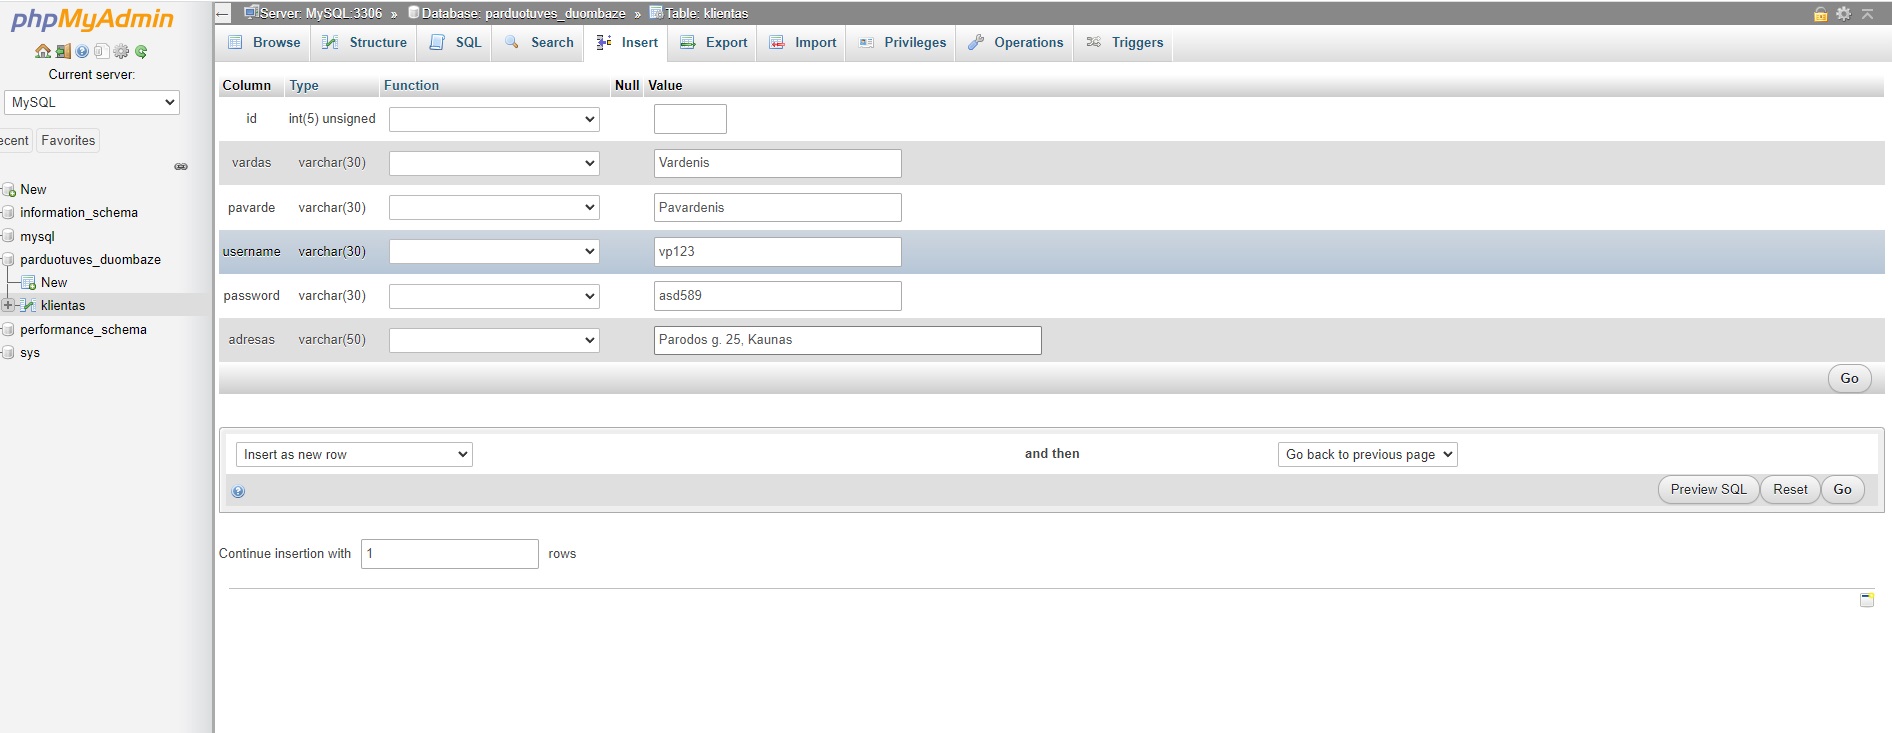 phpMyAdmin
Current server:
MySQL
ecent Favorites
New
information_schema
mysql
parduotuves_duombaze
New
klientas
performance_schema
sys
Server: MySQL:3306 » Database: parduotuves_duombaze » Table: klientas
Browse Structure SQL Search Insert Export Import Privileges Operations Triggers
Column Type Function Null Value
id int(5) unsigned
vardas varchar(30) Vardenis
pavarde varchar(30) Pavardenis
username varchar(30) vp123
password varchar(30) asd589
adresas varchar(50) Parodos g. 25, Kaunas
Go
Insert as new row and then Go back to previous page
Preview SQL Reset Go
Continue insertion with 1 rows